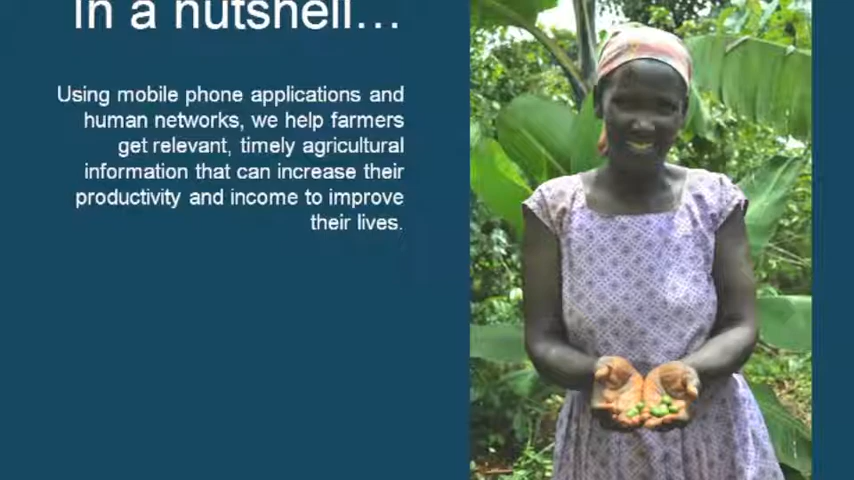 In a nutshell…
Using mobile phone applications and
human networks, we help farmers
get relevant, timely agricultural
information that can increase their
productivity and income to improve
their lives.